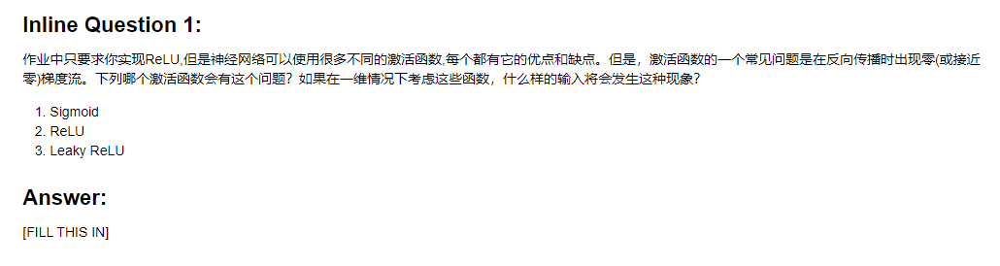 Inline Question 1:
作业中只要求你实现ReLU,但是神经网络可以使用很多不同的激活函数,每个都有它的优点和缺点。但是，激活函数的一个常见问题是在反向传播时出现零(或接近
零)梯度流。下列哪个激活函数会有这个问题？如果在一维情况下考虑这些函数，什么样的输入将会发生这种现象?
1. Sigmoid
2. ReLU
3. Leaky ReLU
Answer:
[FILL THIS IN]